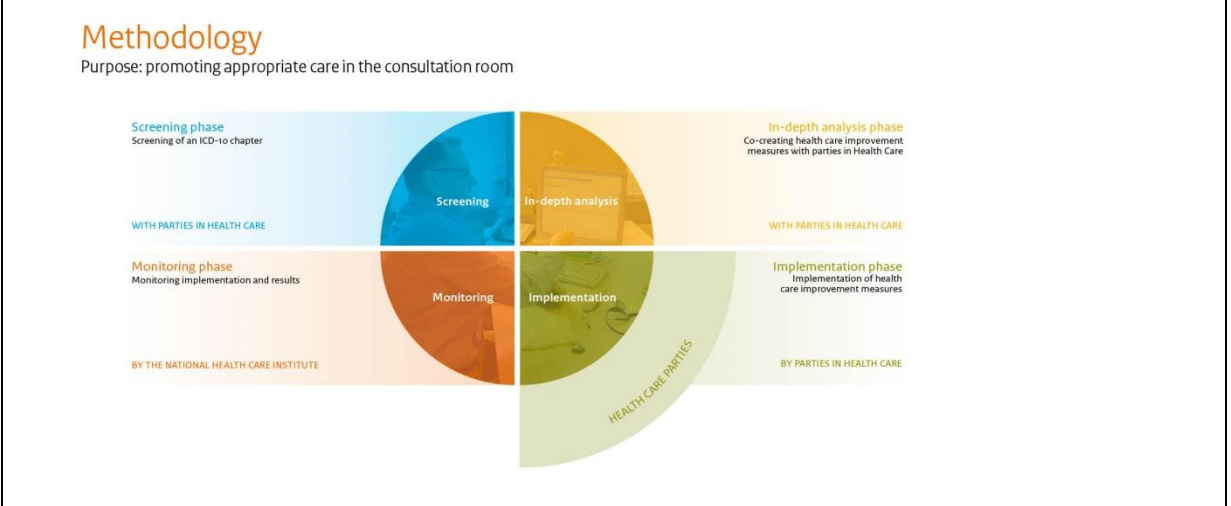 Methodology
Purpose: promoting appropriate care in the consultation room
Screening phase
Screening of an ICD-10 chapter
WITH PARTIES IN HEALTH CARE
Screening
In-depth analysis
In-depth analysis phase
Co-creating health care improvement
measures with parties in Health Care
WITH PARTIES IN HEALTH CARE
Monitoring phase
Monitoring implementation and results
BY THE NATIONAL HEALTH CARE INSTITUTE
Monitoring
Implementation
HEALTH CARE PARTIES
Implementation phase
Implementation of health
care improvement measures
BY PARTIES IN HEALTH CARE